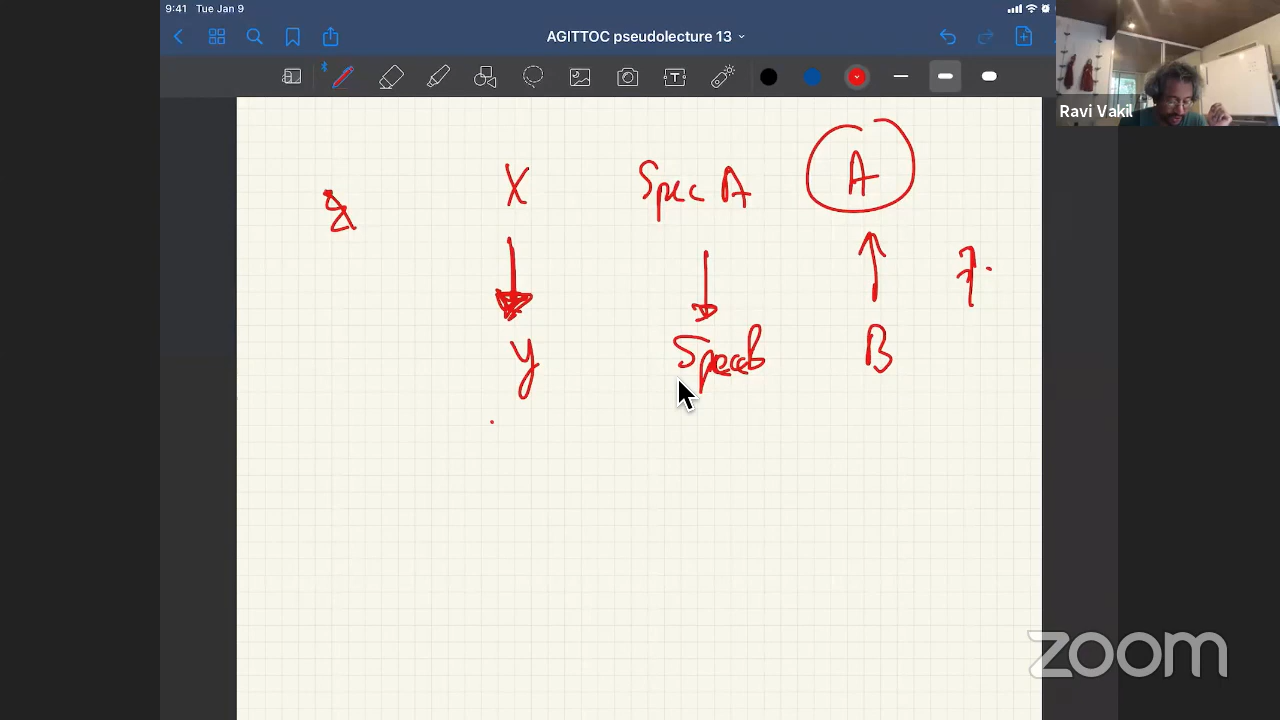 9:41 Tue Jan 9
AGITTOC pseudolecture 13
T
Ravi Vakil
X Spec A A
Y Spec B B
zoom